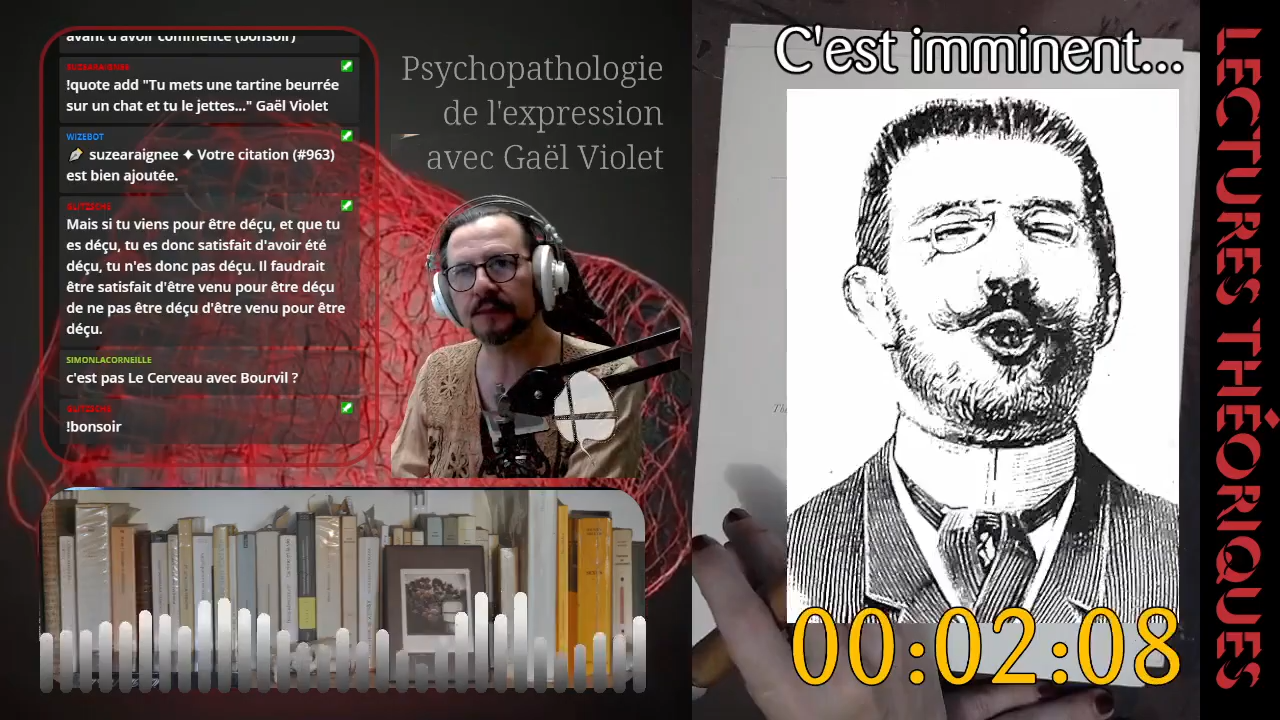 avant d'avoir commencé (bonsoir)
SUZEARAIGNEE
!quote add "Tu mets une tartine beurrée
sur un chat et tu le jettes..." Gaël Violet
WIZEBOT
suzearaignee ✦ Votre citation (#963)
est bien ajoutée.
GLITZSCHE
Mais si tu viens pour être déçu, et que tu
es déçu, tu es donc satisfait d'avoir été
déçu, tu n'es donc pas déçu. Il faudrait
être satisfait d'être venu pour être déçu
de ne pas être déçu d'être venu pour être
déçu.
SIMONLACORNEILLE
c'est pas Le Cerveau avec Bourvil ?
GLITZSCHE
!bonsoir
Psychopathologie
de l'expression
avec Gaël Violet
C'est imminent...
00:02:08
LECTURES THÉORIQUES